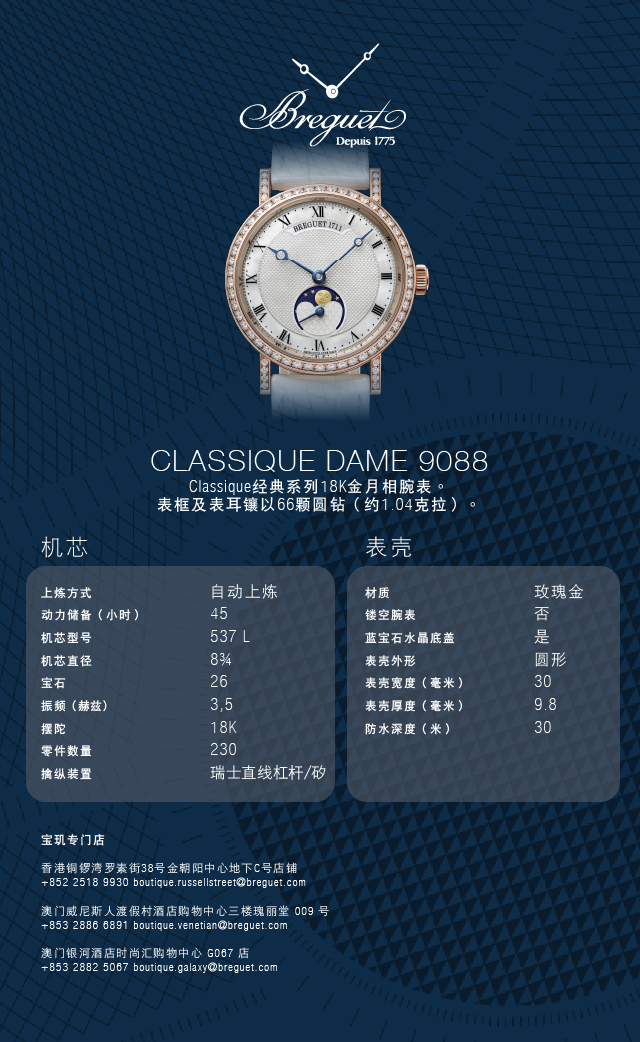 Breguet
Depuis 1775
XII
BREGUET 1711
CLASSIQUE DAME 9088
Classique经典系列18K金月相腕表。
表框及表耳镶以66颗圆钻（约1.04克拉）。
机芯
上炼方式 自动上炼
动力储备（小时） 45
机芯型号 537 L
机芯直径 8¾
宝石 26
振频（赫兹） 3,5
摆陀 18K
零件数量 230
擒纵装置 瑞士直线杠杆/矽
表壳
材质 玫瑰金
镂空腕表 否
蓝宝石水晶底盖 是
表壳外形 圆形
表壳宽度（毫米） 30
表壳厚度（毫米） 9.8
防水深度（米） 30
宝玑专门店
香港铜锣湾罗素街38号金朝阳中心地下C号店铺
+852 2518 9930 boutique.russellstreet@breguet.com
澳门威尼斯人渡假村酒店购物中心三楼瑰丽堂 009 号
+853 2886 6891 boutique.venetian@breguet.com
澳门银河酒店时尚汇购物中心 G067 店
+853 2882 5067 boutique.galaxy@breguet.com